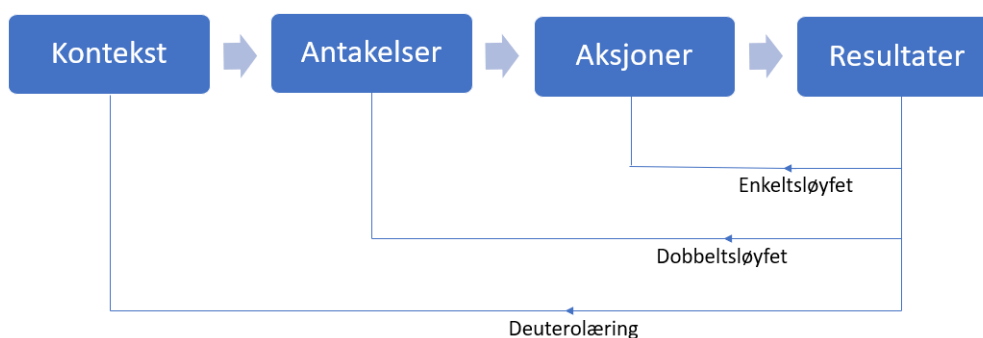 Kontekst
Antakelser
Aksjoner
Resultater
Enkeltsløyfet
Dobbeltsløyfet
Deuterolæring